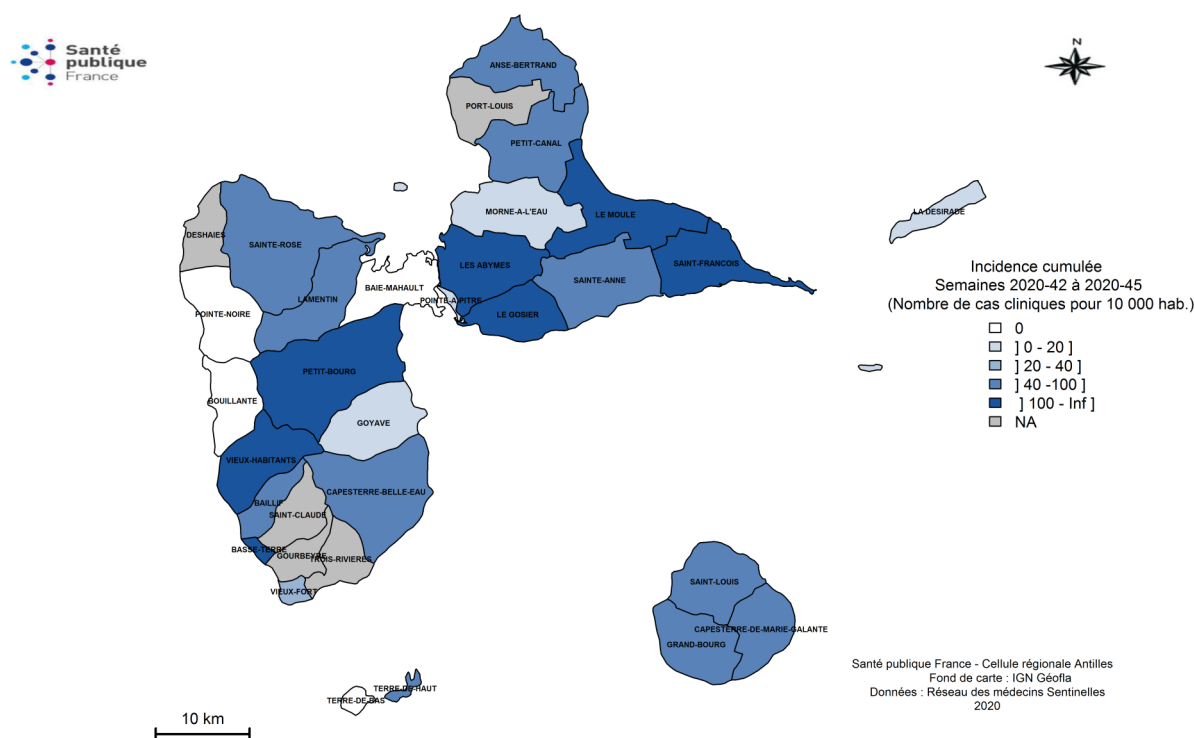 Santé
publique
France
N
ANSE-BERTRAND
PORT-LOUIS
PETIT-CANAL
MORNE-A-L'EAU
LE MOULE
LA DESIRADE
DESHAIES
SAINTE-ROSE
LES ABYMES
SAINTE-ANNE
SAINT-FRANCOIS
BAIE-MAHAULT
LAMENTIN
POINTE-A-PITRE
POINTE-NOIRE
LE GOSIER
PETIT-BOURG
BOUILLANTE
GOYAVE
VIEUX-HABITANTS
CAPESTERRE-BELLE-EAU
BAILLIF
SAINT-CLAUDE
BASSE-TERRE
GOURBEYRE
TROIS-RIVIERES
VIEUX-FORT
SAINT-LOUIS
CAPESTERRE-DE-MARIE-GALANTE
GRAND-BOURG
TERRE-DE-HAUT
TERRE-DE-BAS
10 km
Incidence cumulée
Semaines 2020-42 à 2020-45
(Nombre de cas cliniques pour 10 000 hab.)
0
] 0 - 20 ]
] 20 - 40 ]
] 40 -100 ]
] 100 - Inf ]
NA
Santé publique France - Cellule régionale Antilles
Fond de carte : IGN Géofla
Données : Réseau des médecins Sentinelles
2020